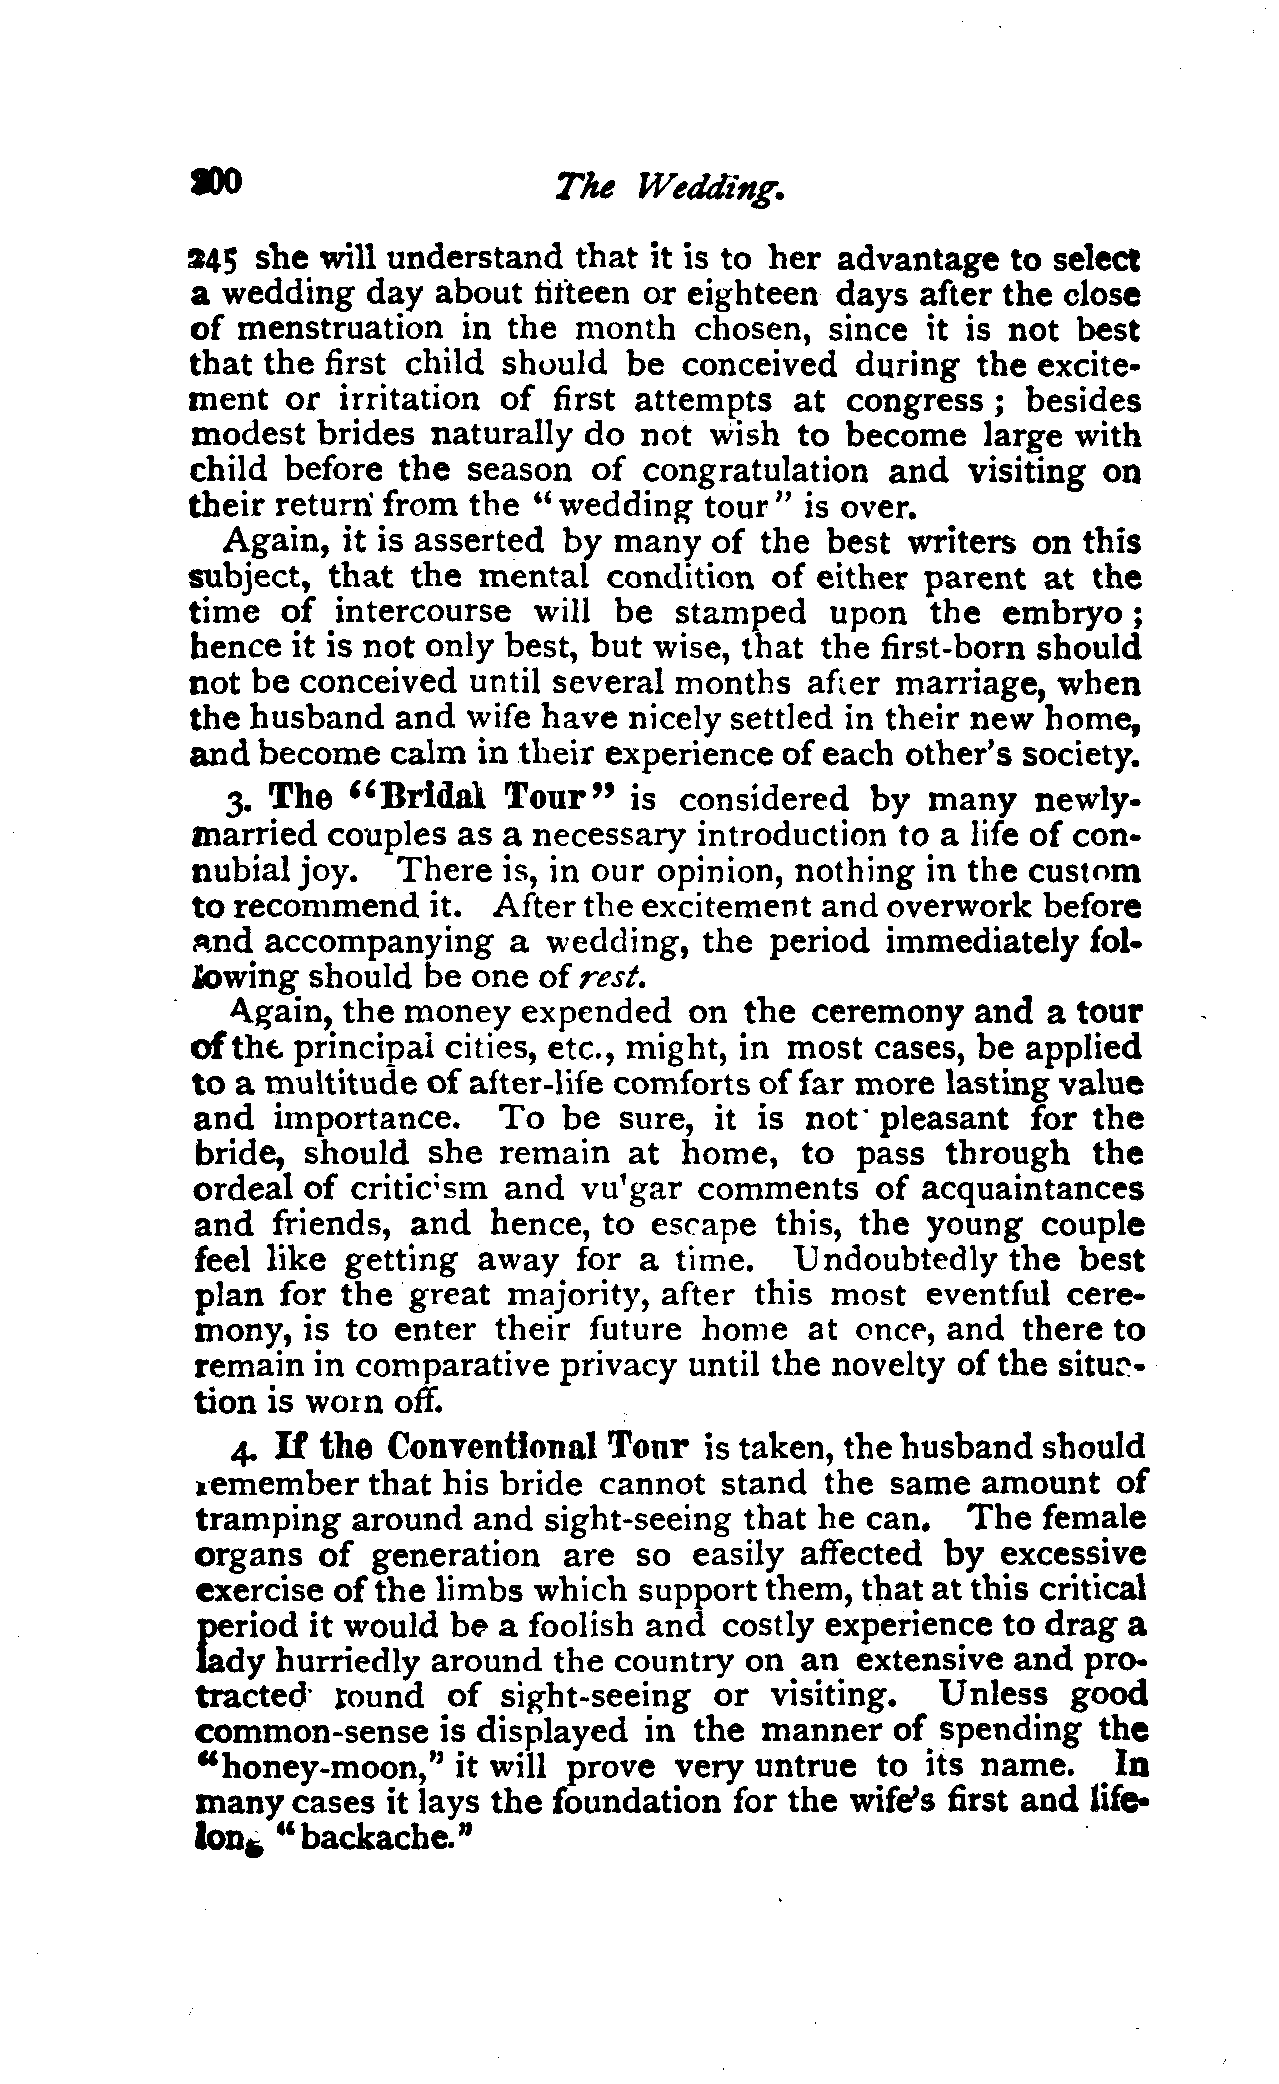 200 The Wedding.
245 she will understand that it is to her advantage to select
a wedding day about fifteen or eighteen days after the close
of menstruation in the month chosen, since it is not best
that the first child should be conceived during the excite-
ment or irritation of first attempts at congress ; besides
modest brides naturally do not wish to become large with
child before the season of congratulation and visiting on
their return from the "wedding tour" is over.
Again, it is asserted by many of the best writers on this
subject, that the mental condition of either parent at the
time of intercourse will be stamped upon the embryo ;
hence it is not only best, but wise, that the first-born should
not be conceived until several months after marriage, when
the husband and wife have nicely settled in their new home,
and become calm in their experience of each other's society.
3. The "Bridal Tour" is considered by many newly-
married couples as a necessary introduction to a life of con-
nubial joy. There is, in our opinion, nothing in the custom
to recommend it. After the excitement and overwork before
and accompanying a wedding, the period immediately fol-
lowing should be one of rest.
Again, the money expended on the ceremony and a tour
of the principal cities, etc., might, in most cases, be applied
to a multitude of after-life comforts of far more lasting value
and importance. To be sure, it is not pleasant for the
bride, should she remain at home, to pass through the
ordeal of criticism and vulgar comments of acquaintances
and friends, and hence, to escape this, the young couple
feel like getting away for a time. Undoubtedly the best
plan for the great majority, after this most eventful cere-
mony, is to enter their future home at once, and there to
remain in comparative privacy until the novelty of the situa-
tion is worn off.
4. If the Conventional Tour is taken, the husband should
remember that his bride cannot stand the same amount of
tramping around and sight-seeing that he can. The female
organs of generation are so easily affected by excessive
exercise of the limbs which support them, that at this critical
period it would be a foolish and costly experience to drag a
lady hurriedly around the country on an extensive and pro-
tracted round of sight-seeing or visiting. Unless good
common-sense is displayed in the manner of spending the
"honey-moon," it will prove very untrue to its name. In
many cases it lays the foundation for the wife's first and life-
long "backache."